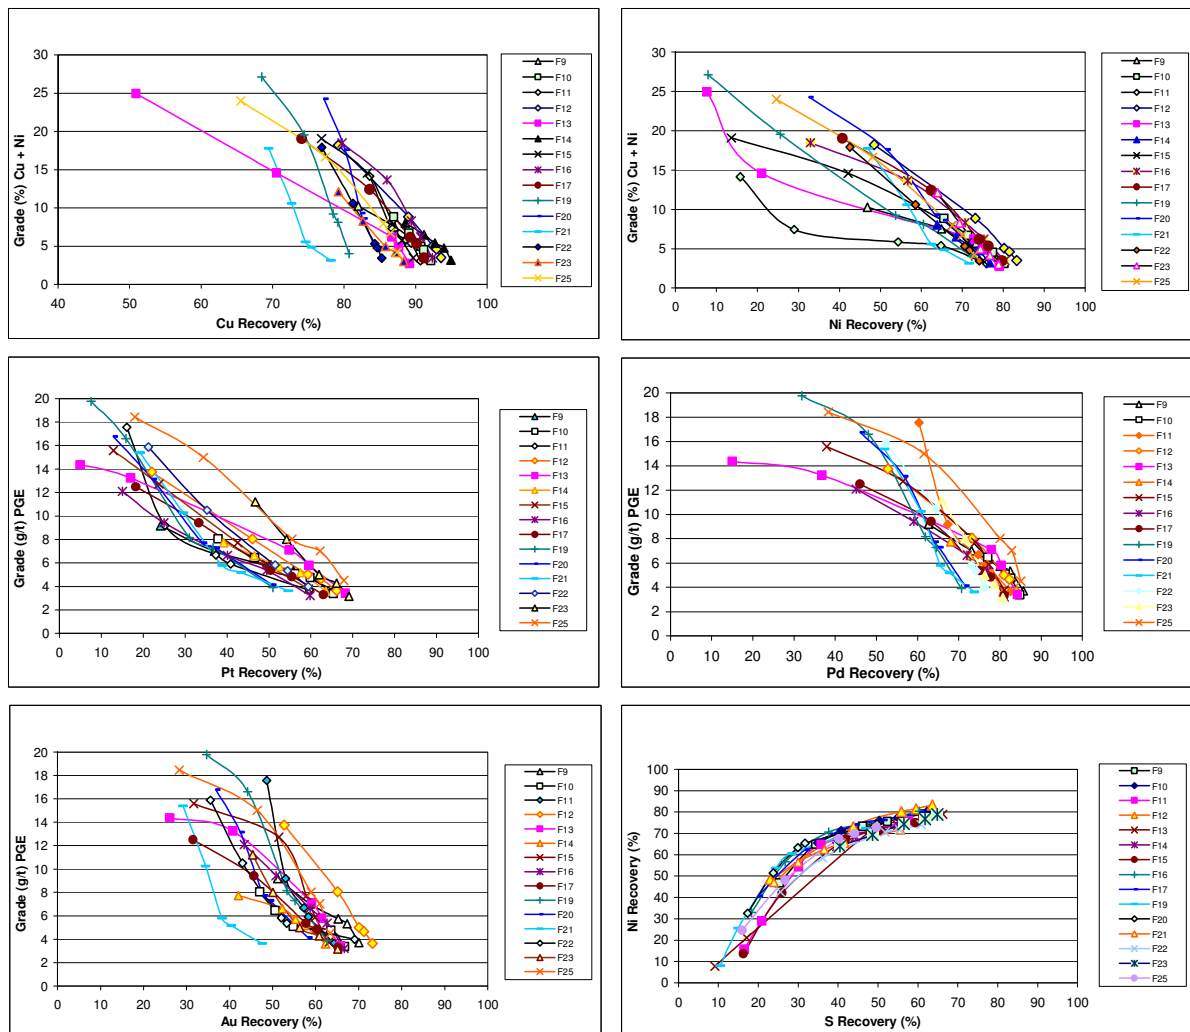 30
25
20
15
10
5
0
40
50
60
70
80
90
100
Grade (%) Cu + Ni
Cu Recovery (%)
F9
F10
F11
F12
F13
F14
F15
F16
F17
F19
F20
F21
F22
F23
F25
30
25
20
15
10
5
0
0
10
20
30
40
50
60
70
80
90
100
Grade (%) Cu + Ni
Ni Recovery (%)
F9
F10
F11
F12
F13
F14
F15
F16
F17
F19
F20
F21
F22
F23
F25
20
18
16
14
12
10
8
6
4
2
0
0
10
20
30
40
50
60
70
80
90
100
Grade (g/t) PGE
Pt Recovery (%)
F9
F10
F11
F12
F13
F14
F15
F16
F17
F19
F20
F21
F22
F23
F25
20
18
16
14
12
10
8
6
4
2
0
0
10
20
30
40
50
60
70
80
90
100
Grade (g/t) PGE
Pd Recovery (%)
F9
F10
F11
F12
F13
F14
F15
F16
F17
F19
F20
F21
F22
F23
F25
20
18
16
14
12
10
8
6
4
2
0
0
10
20
30
40
50
60
70
80
90
100
Grade (g/t) PGE
Au Recovery (%)
F9
F10
F11
F12
F13
F14
F15
F16
F17
F20
F21
F22
F23
F25
100
90
80
70
60
50
40
30
20
10
0
0
10
20
30
40
50
60
70
80
90
100
Ni Recovery (%)
S Recovery (%)
F9
F10
F11
F12
F13
F14
F15
F16
F17
F19
F20
F21
F22
F23
F25